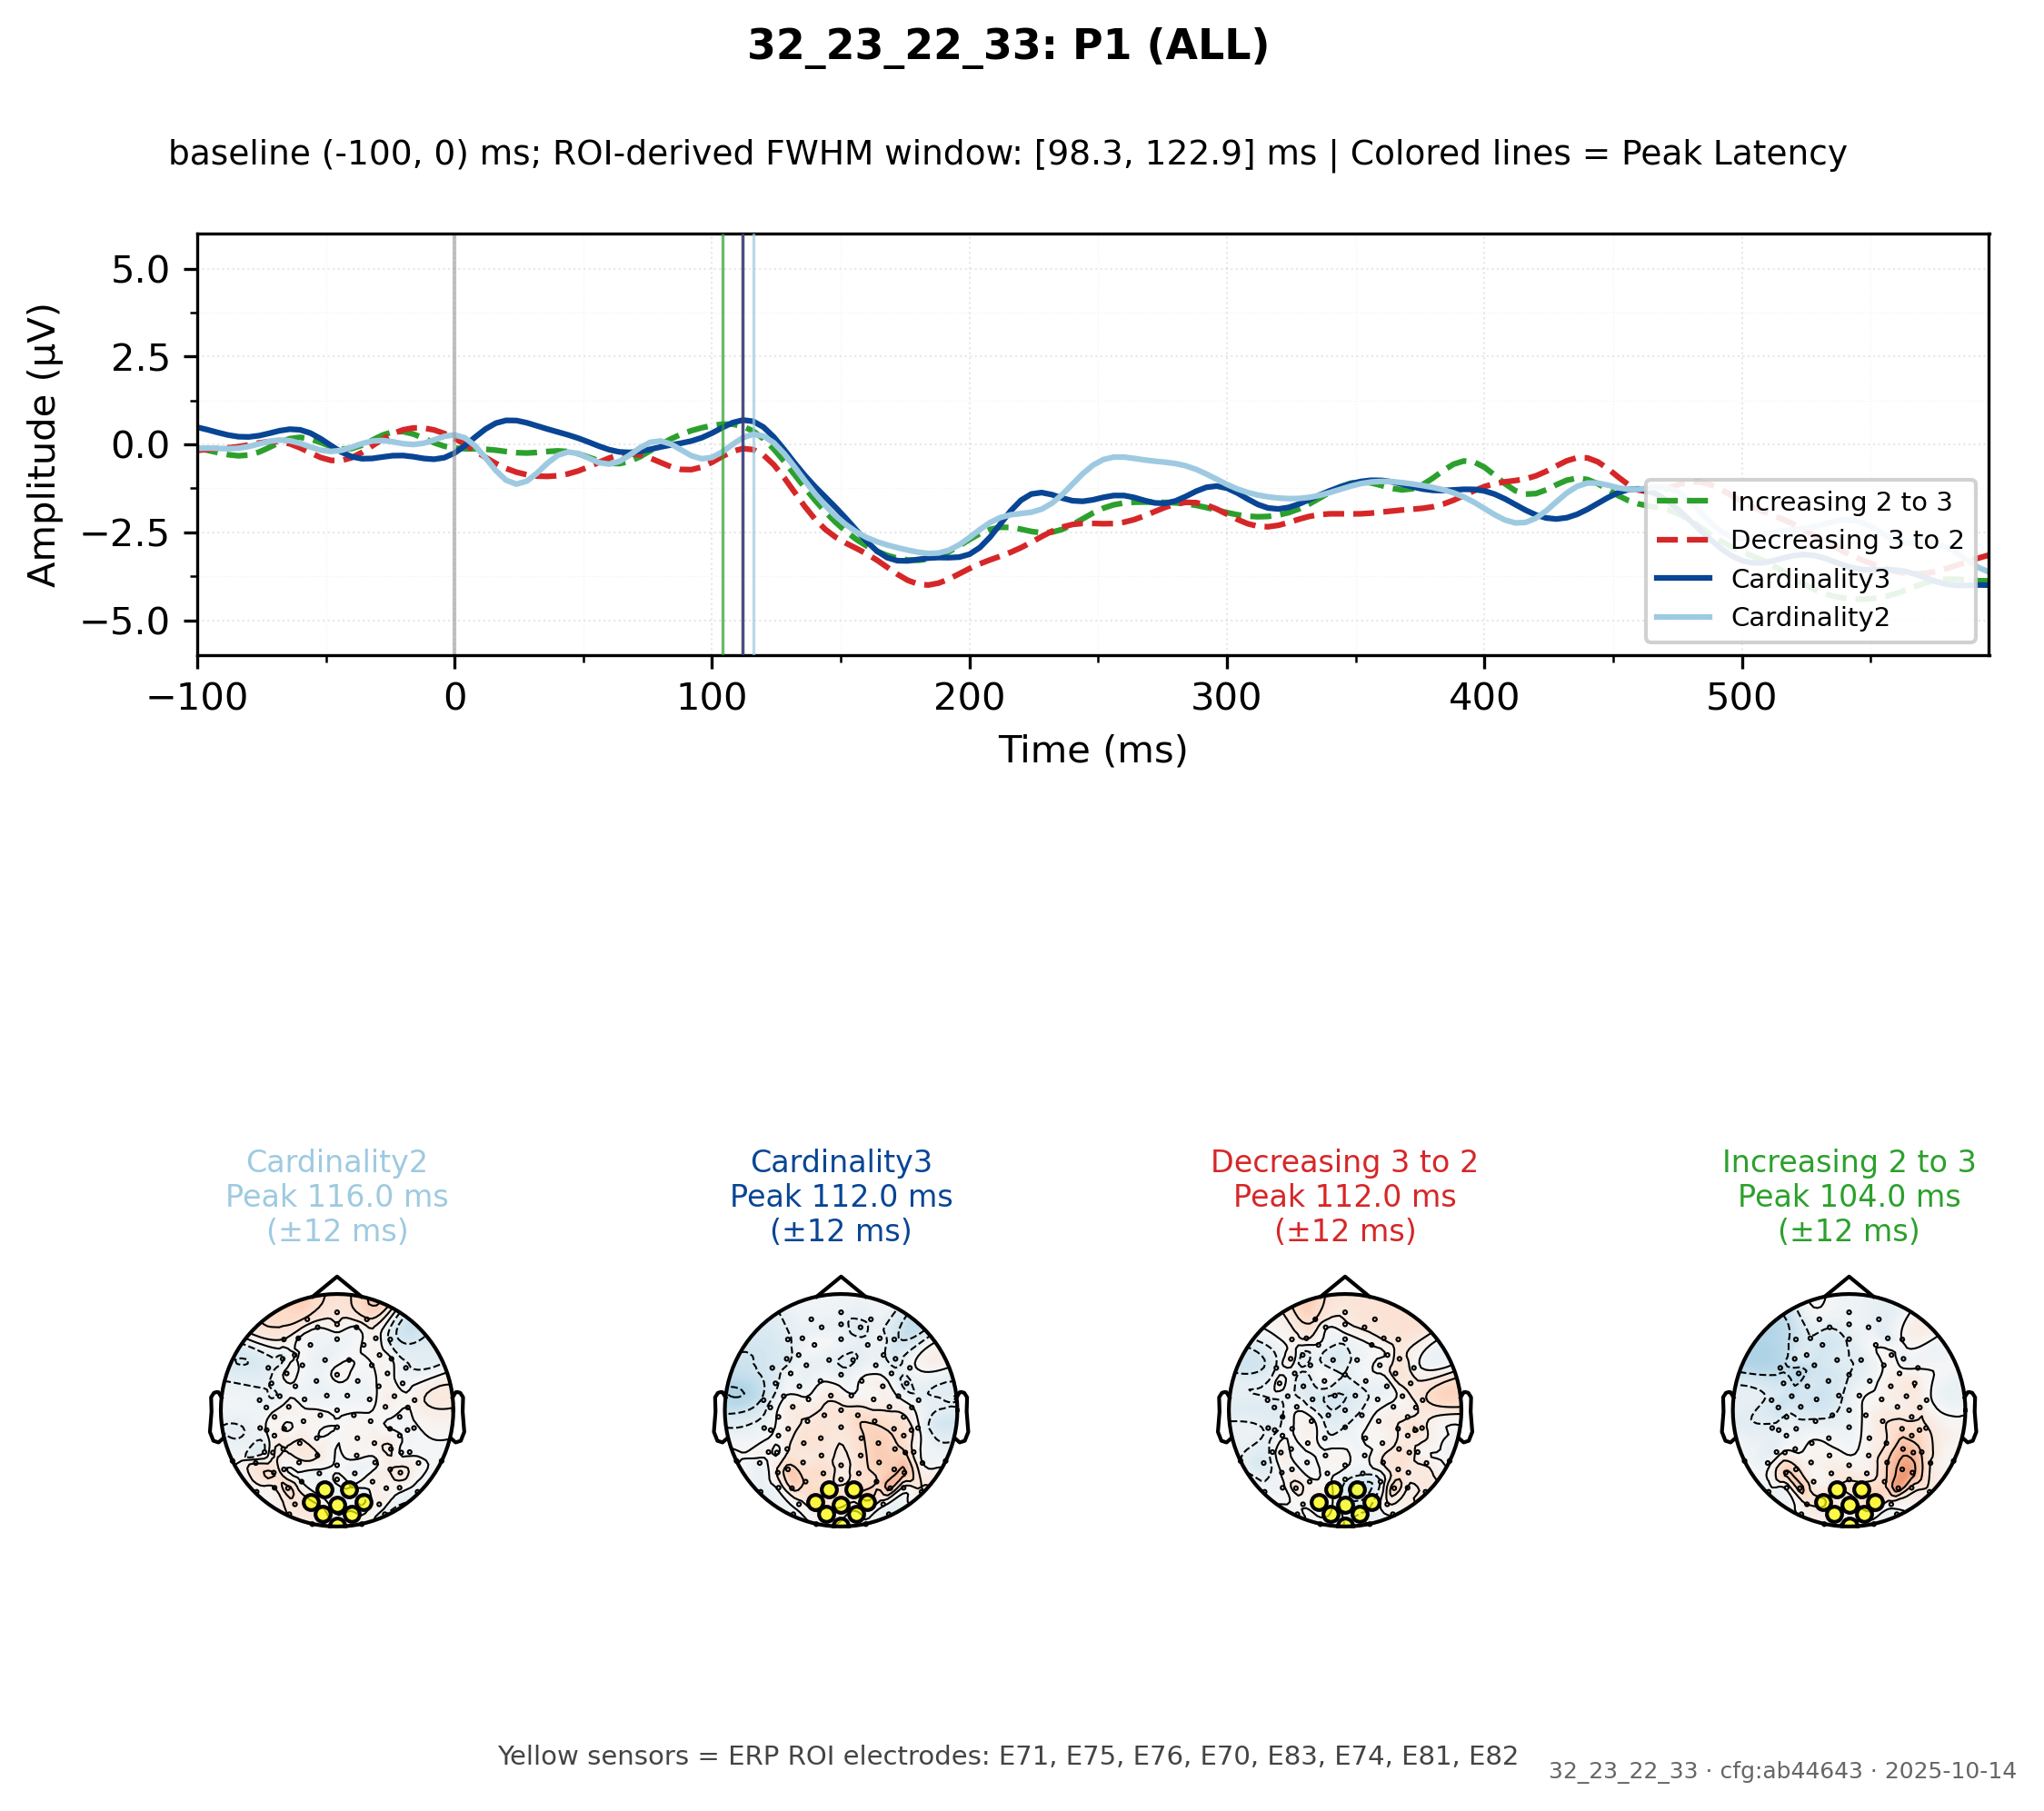 32_23_22_33: P1 (ALL)
baseline (-100, 0) ms; ROI-derived FWHM window: [98.3, 122.9] ms | Colored lines = Peak Latency
Amplitude (µV)
5.0
2.5
0.0
−2.5
−5.0
Increasing 2 to 3
Decreasing 3 to 2
Cardinality3
Cardinality2
−100 0 100 200 300 400 500
Time (ms)
Cardinality2
Peak 116.0 ms
(±12 ms)
Cardinality3
Peak 112.0 ms
(±12 ms)
Decreasing 3 to 2
Peak 112.0 ms
(±12 ms)
Increasing 2 to 3
Peak 104.0 ms
(±12 ms)
Yellow sensors = ERP ROI electrodes: E71, E75, E76, E70, E83, E74, E81, E82
32_23_22_33 · cfg:ab44643 · 2025-10-14